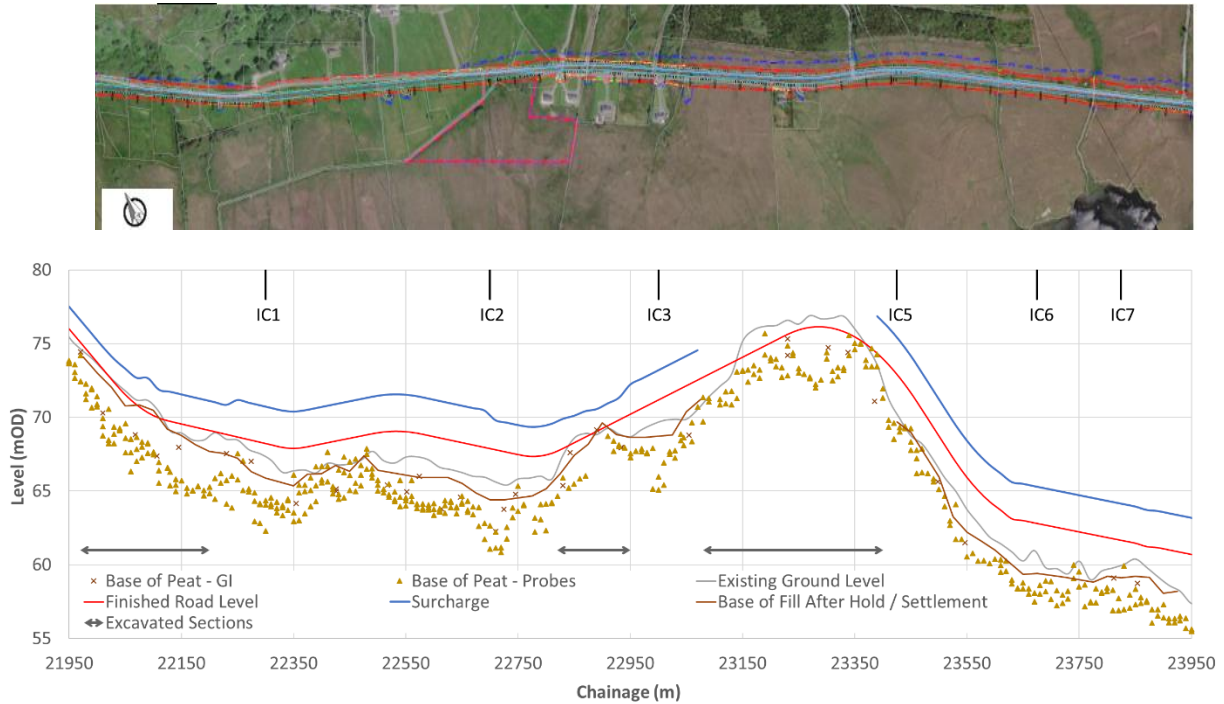 80
75
70
65
60
55
Level (mOD)
IC1 IC2 IC3 IC5 IC6 IC7
Base of Peat - GI Base of Peat - Probes Existing Ground Level
Finished Road Level Surcharge Base of Fill After Hold / Settlement
Excavated Sections
21950 22150 22350 22550 22750 22950 23150 23350 23550 23750 23950
Chainage (m)